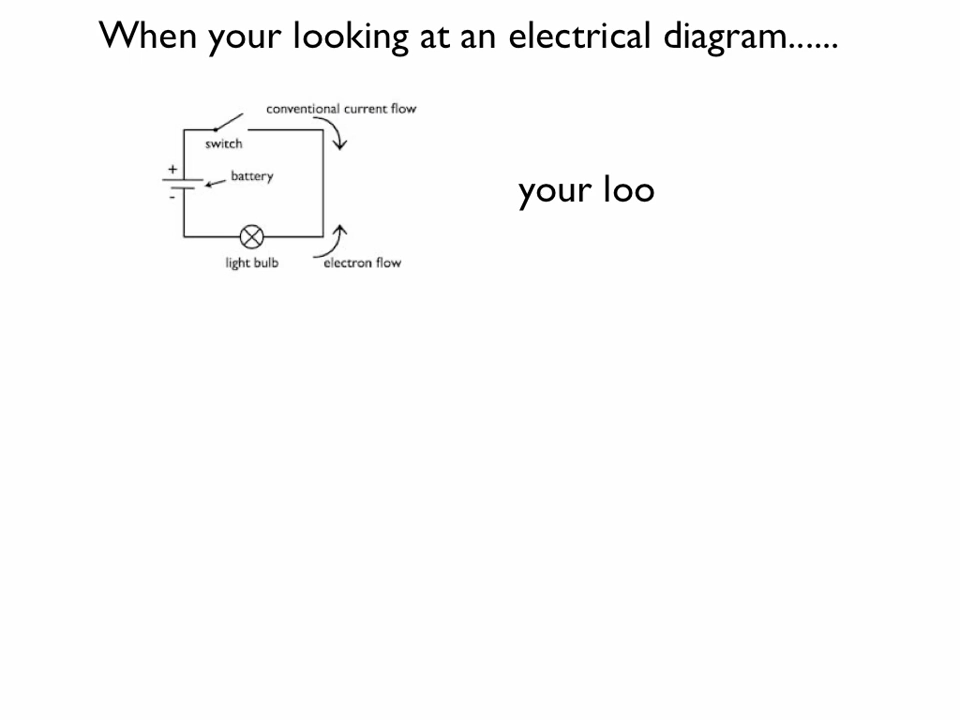 When your looking at an electrical diagram......
conventional current flow
switch
+
battery
-
your loo
light bulb
electron flow